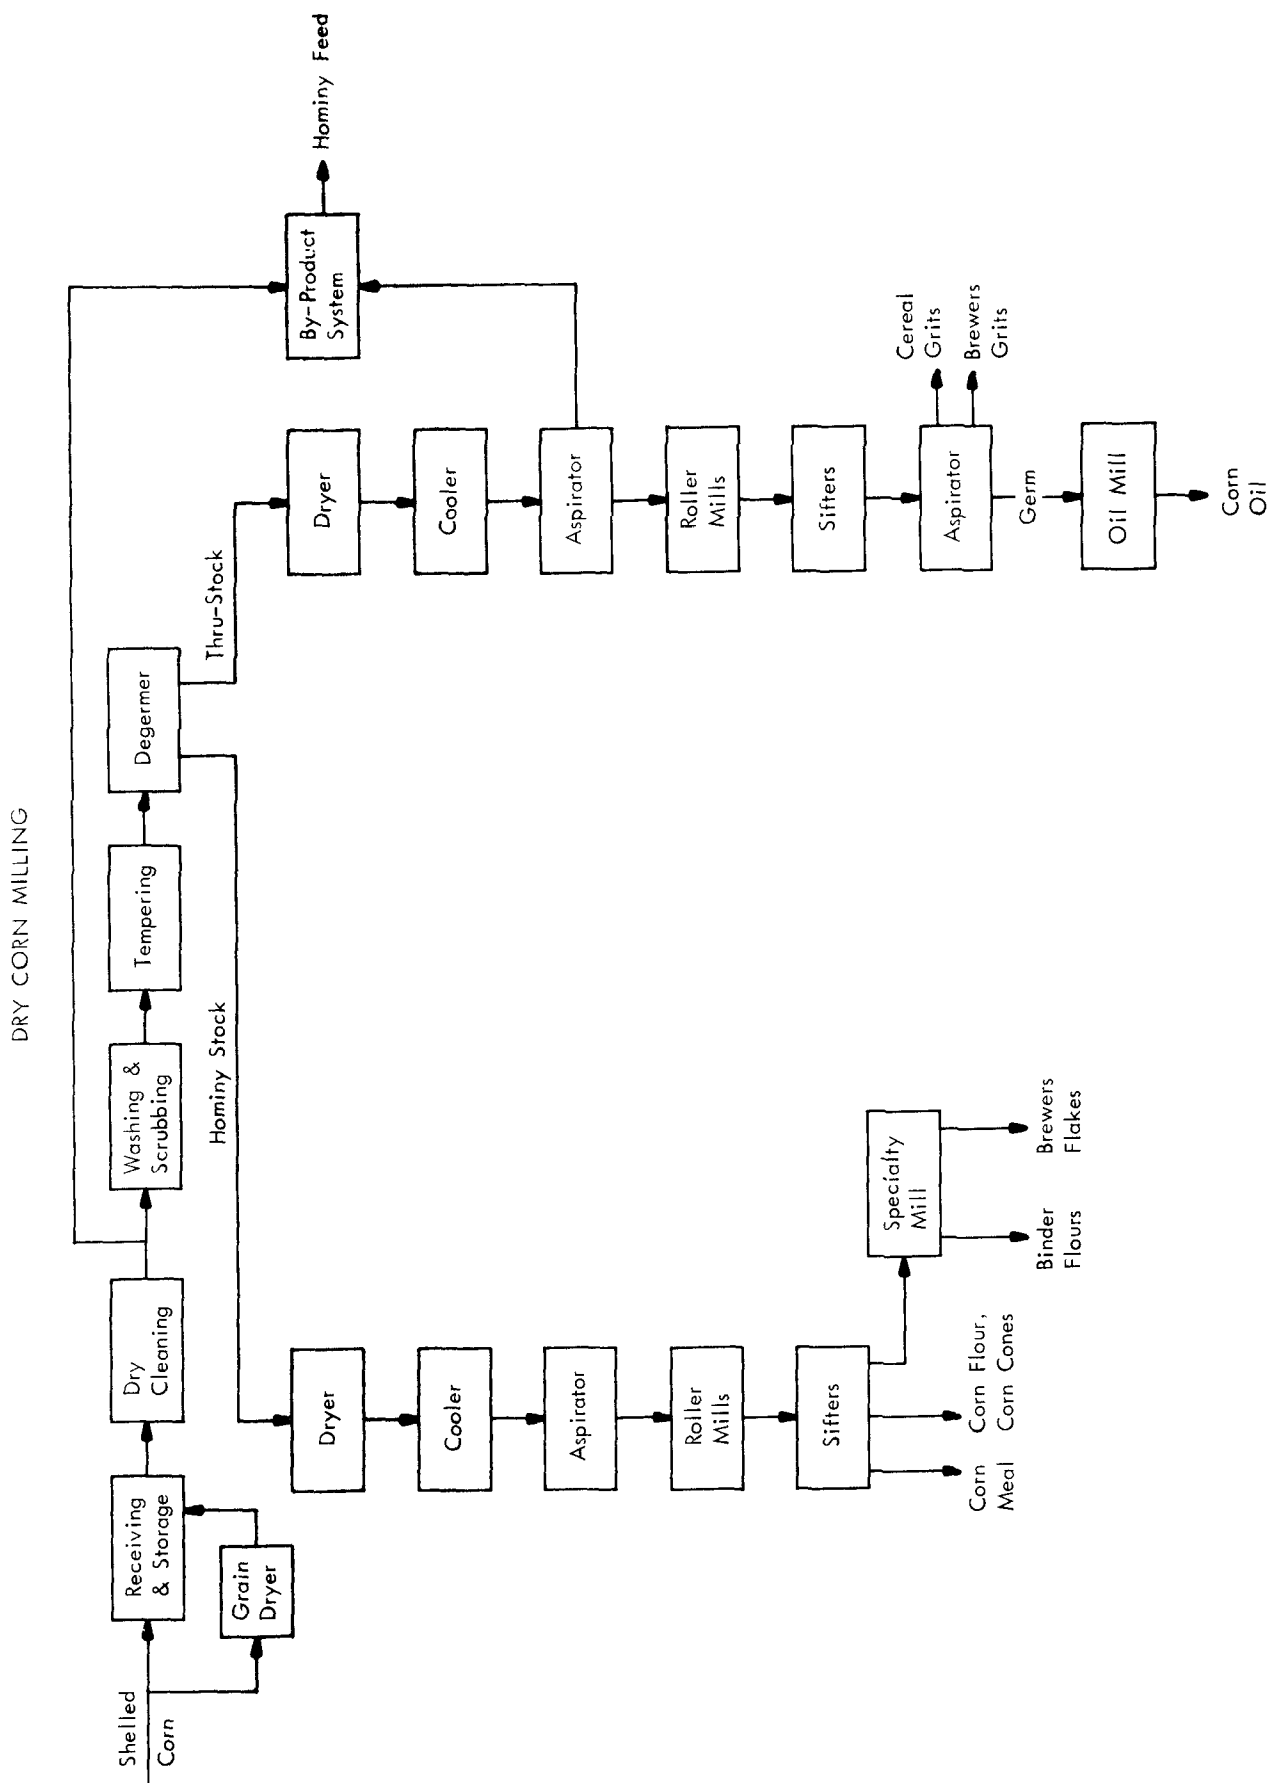 DRY CORN MILLING
Shelled
Corn
Receiving
& Storage
Grain
Dryer
Dry
Cleaning
Washing &
Scrubbing
Tempering
Degermer
Hominy Stock
Thru-Stock
By-Product
System
Hominy Feed
Dryer
Cooler
Aspirator
Roller
Mills
Sifters
Corn
Meal
Corn Flour,
Corn Cones
Specialty
Mill
Binder
Flours
Brewers
Flakes
Dryer
Cooler
Aspirator
Roller
Mills
Sifters
Aspirator
Cereal
Grits
Brewers
Grits
Germ
Oil Mill
Corn
Oil